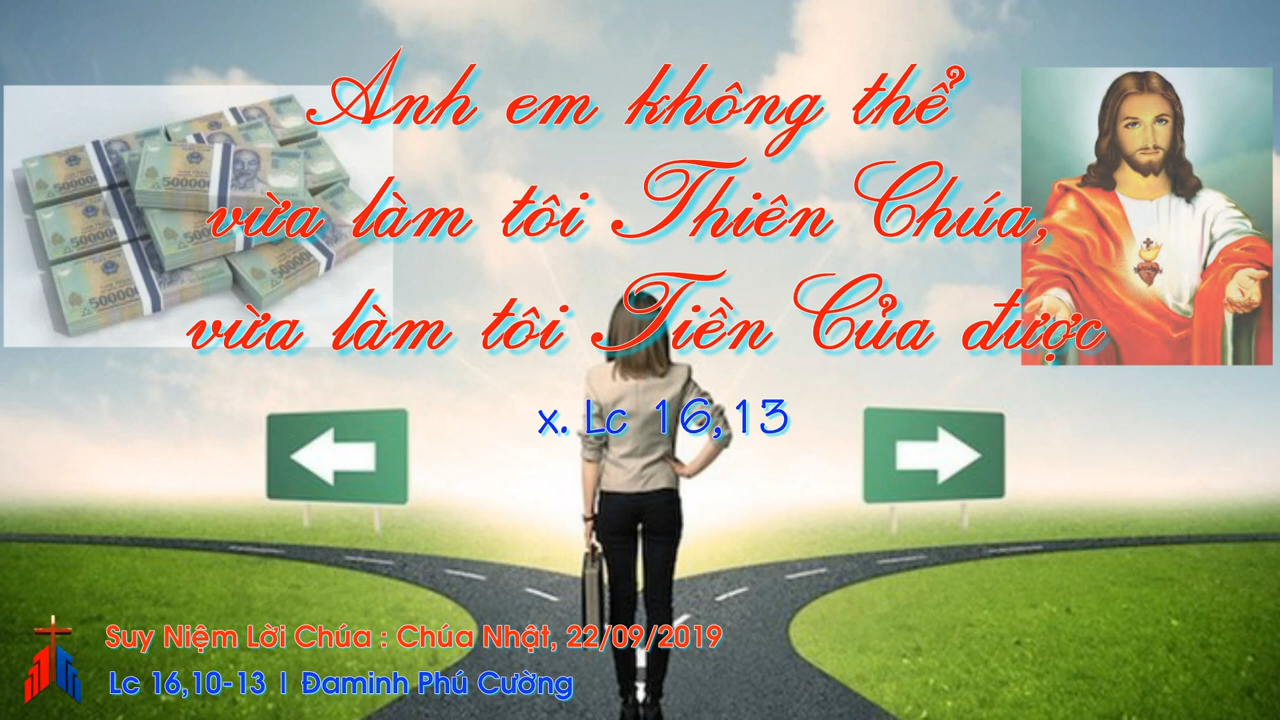 Anh em không thể
vừa làm tôi Thiên Chúa,
vừa làm tôi Tiền Của được
x. Lc 16,13
Suy Niệm Lời Chúa : Chúa Nhật, 22/09/2019
Lc 16,10-13 I Đaminh Phú Cường